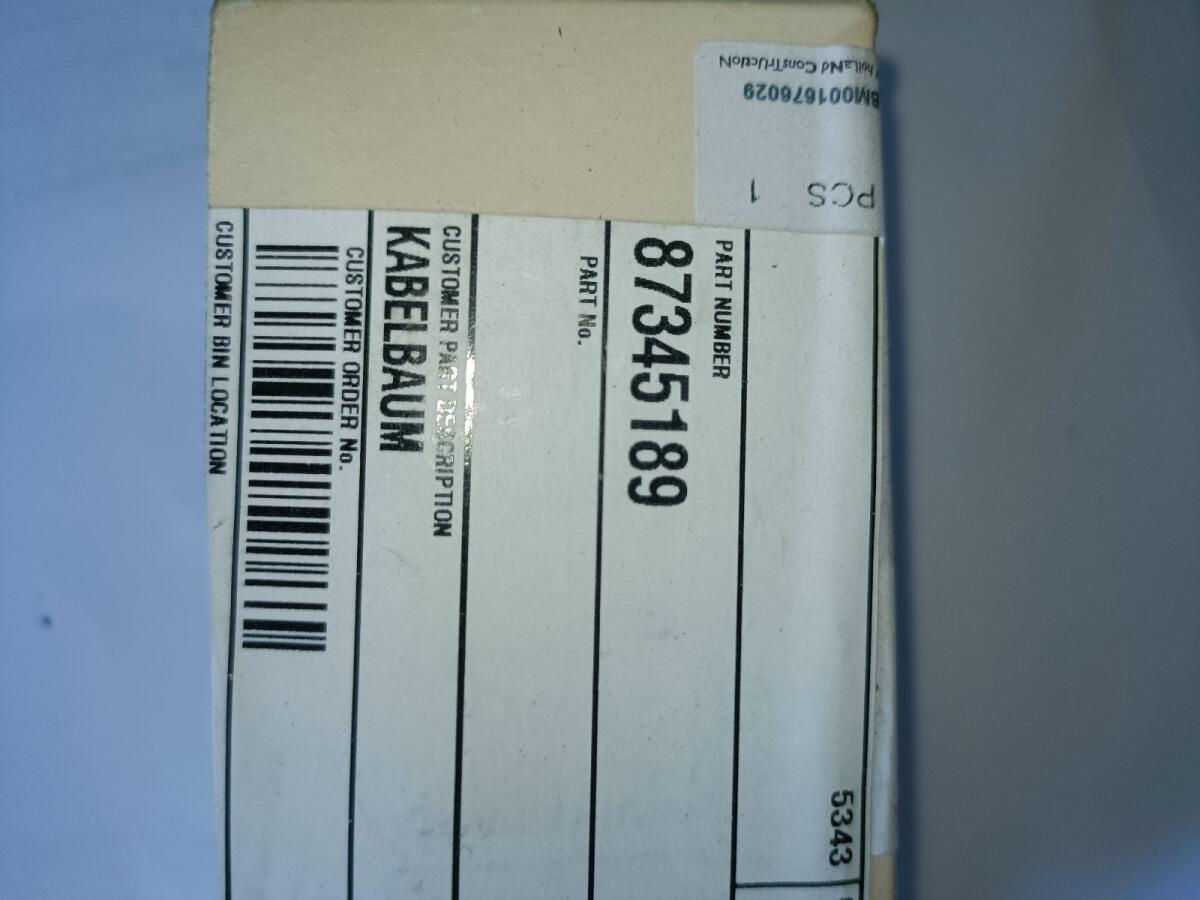 holland Construction
BM001676029
PCS 1
5343
PART NUMBER
87345189
PART No.
CUSTOMER PART DESCRIPTION
KABELBAUM
CUSTOMER ORDER No.
CUSTOMER BIN LOCATION